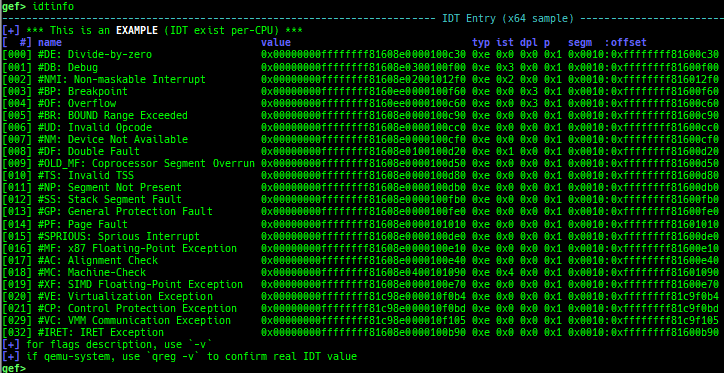 gef> idtinfo
IDT Entry (x64 sample)
[+] *** This is an EXAMPLE (IDT exist per-CPU) ***
[  #] name value typ ist dpl p segm :offset
[000] #DE: Divide-by-zero 0x00000000ffffffff81608e0000100c30 0xe 0x0 0x0 0x1 0x0010:0xffffffff81600c30
[001] #DB: Debug 0x00000000ffffffff81608e0300100f00 0xe 0x3 0x0 0x1 0x0010:0xffffffff81600f00
[002] #NMI: Non-maskable Interrupt 0x00000000ffffffff81608e02001012f0 0xe 0x2 0x0 0x1 0x0010:0xffffffff816012f0
[003] #BP: Breakpoint 0x00000000ffffffff8160ee0000100f60 0xe 0x0 0x3 0x1 0x0010:0xffffffff81600f60
[004] #OF: Overflow 0x00000000ffffffff8160ee0000100c60 0xe 0x0 0x3 0x1 0x0010:0xffffffff81600c60
[005] #BR: BOUND Range Exceeded 0x00000000ffffffff81608e0000100c90 0xe 0x0 0x0 0x1 0x0010:0xffffffff81600c90
[006] #UD: Invalid Opcode 0x00000000ffffffff81608e0000100cc0 0xe 0x0 0x0 0x1 0x0010:0xffffffff81600cc0
[007] #NM: Device Not Available 0x00000000ffffffff81608e0000100cf0 0xe 0x0 0x0 0x1 0x0010:0xffffffff81600cf0
[008] #DF: Double Fault 0x00000000ffffffff81608e0100100d20 0xe 0x1 0x0 0x1 0x0010:0xffffffff81600d20
[009] #OLD_MF: Coprocessor Segment Overrun 0x00000000ffffffff81608e0000100d50 0xe 0x0 0x0 0x1 0x0010:0xffffffff81600d50
[010] #TS: Invalid TSS 0x00000000ffffffff81608e0000100d80 0xe 0x0 0x0 0x1 0x0010:0xffffffff81600d80
[011] #NP: Segment Not Present 0x00000000ffffffff81608e0000100db0 0xe 0x0 0x0 0x1 0x0010:0xffffffff81600db0
[012] #SS: Stack Segment Fault 0x00000000ffffffff81608e0000100fb0 0xe 0x0 0x0 0x1 0x0010:0xffffffff81600fb0
[013] #GP: General Protection Fault 0x00000000ffffffff81608e0000100fe0 0xe 0x0 0x0 0x1 0x0010:0xffffffff81600fe0
[014] #PF: Page Fault 0x00000000ffffffff81608e0000101010 0xe 0x0 0x0 0x1 0x0010:0xffffffff81601010
[015] #SPRIOUS: Sprious Interrupt 0x00000000ffffffff81608e0000100de0 0xe 0x0 0x0 0x1 0x0010:0xffffffff81600de0
[016] #MF: x87 Floating-Point Exception 0x00000000ffffffff81608e0000100e10 0xe 0x0 0x0 0x1 0x0010:0xffffffff81600e10
[017] #AC: Alignment Check 0x00000000ffffffff81608e0000100e40 0xe 0x0 0x0 0x1 0x0010:0xffffffff81600e40
[018] #MC: Machine-Check 0x00000000ffffffff81608e0400101090 0xe 0x4 0x0 0x1 0x0010:0xffffffff81601090
[019] #XF: SIMD Floating-Point Exception 0x00000000ffffffff81608e0000100e70 0xe 0x0 0x0 0x1 0x0010:0xffffffff81600e70
[020] #VE: Virtualization Exception 0x00000000ffffffff81c98e000010f0b4 0xe 0x0 0x0 0x1 0x0010:0xffffffff81c9f0b4
[021] #CP: Control Protection Exception 0x00000000ffffffff81c98e000010f0bd 0xe 0x0 0x0 0x1 0x0010:0xffffffff81c9f0bd
[029] #VC: VMM Communication Exception 0x00000000ffffffff81c98e000010f105 0xe 0x0 0x0 0x1 0x0010:0xffffffff81c9f105
[032] #IRET: IRET Exception 0x00000000ffffffff81608e0000100b90 0xe 0x0 0x0 0x1 0x0010:0xffffffff81600b90
[+] for flags description, use `-v`
[+] if qemu-system, use `qreg -v` to confirm real IDT value
gef>